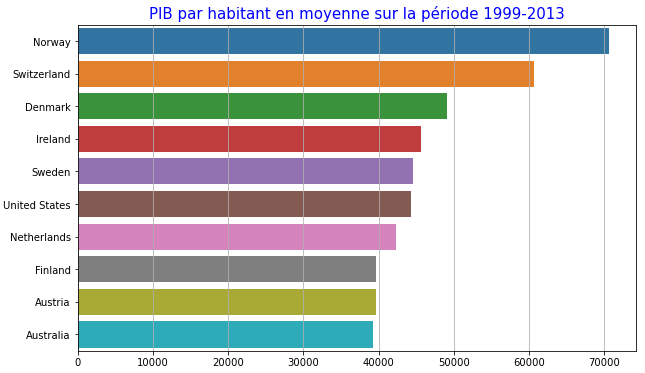 PIB par habitant en moyenne sur la période 1999-2013
Norway
Switzerland
Denmark
Ireland
Sweden
United States
Netherlands
Finland
Austria
Australia
0 10000 20000 30000 40000 50000 60000 70000